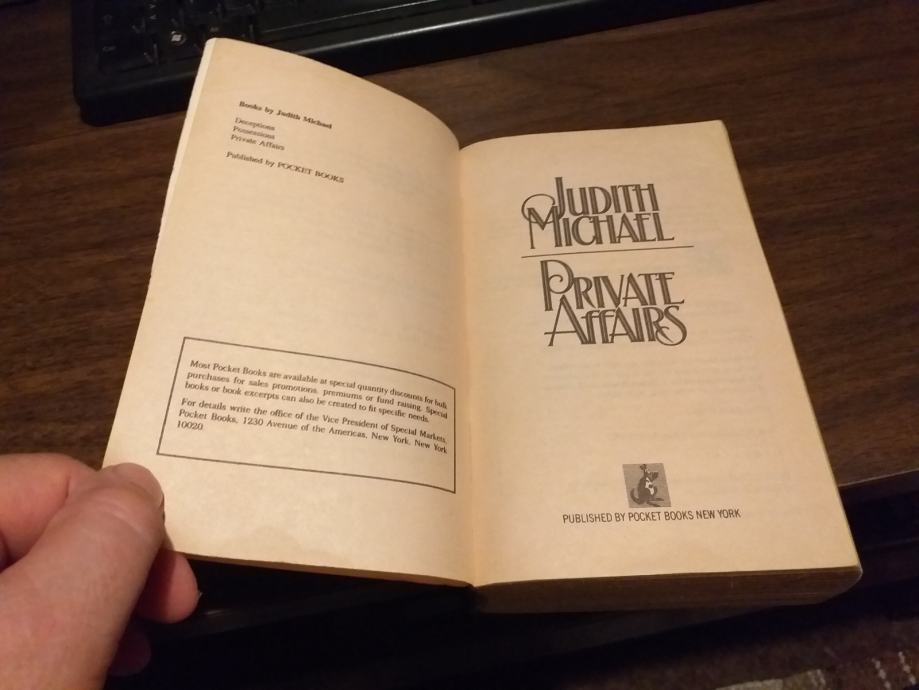 Books by Judith Michael
Deceptions
Possessions
Private Affairs
Published by POCKET BOOKS
Most Pocket Books are available at special quantity discounts for bulk
purchases for sales promotions, premiums or fund raising. Special
books or book excerpts can also be created to fit specific needs.
For details write the office of the Vice President of Special Markets,
Pocket Books, 1230 Avenue of the Americas, New York, New York
10020.
JUDITH
MICHAEL
PRIVATE
AFFAIRS
PUBLISHED BY POCKET BOOKS NEW YORK